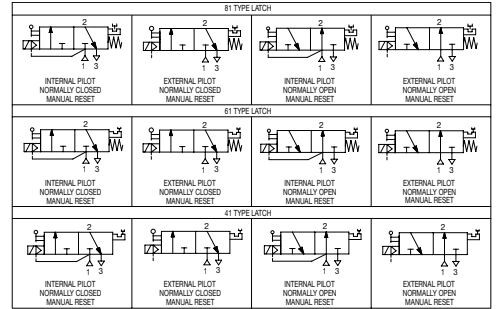 81 TYPE LATCH
2
1 3
INTERNAL PILOT
NORMALLY CLOSED
MANUAL RESET
2
1 3
EXTERNAL PILOT
NORMALLY CLOSED
MANUAL RESET
2
1 3
INTERNAL PILOT
NORMALLY OPEN
MANUAL RESET
2
1 3
EXTERNAL PILOT
NORMALLY OPEN
MANUAL RESET
61 TYPE LATCH
2
1 3
INTERNAL PILOT
NORMALLY CLOSED
MANUAL RESET
2
1 3
EXTERNAL PILOT
NORMALLY CLOSED
MANUAL RESET
2
1 3
INTERNAL PILOT
NORMALLY OPEN
MANUAL RESET
2
1 3
EXTERNAL PILOT
NORMALLY OPEN
MANUAL RESET
41 TYPE LATCH
2
1 3
INTERNAL PILOT
NORMALLY CLOSED
MANUAL RESET
2
1 3
EXTERNAL PILOT
NORMALLY CLOSED
MANUAL RESET
2
1 3
INTERNAL PILOT
NORMALLY OPEN
MANUAL RESET
2
1 3
EXTERNAL PILOT
NORMALLY OPEN
MANUAL RESET